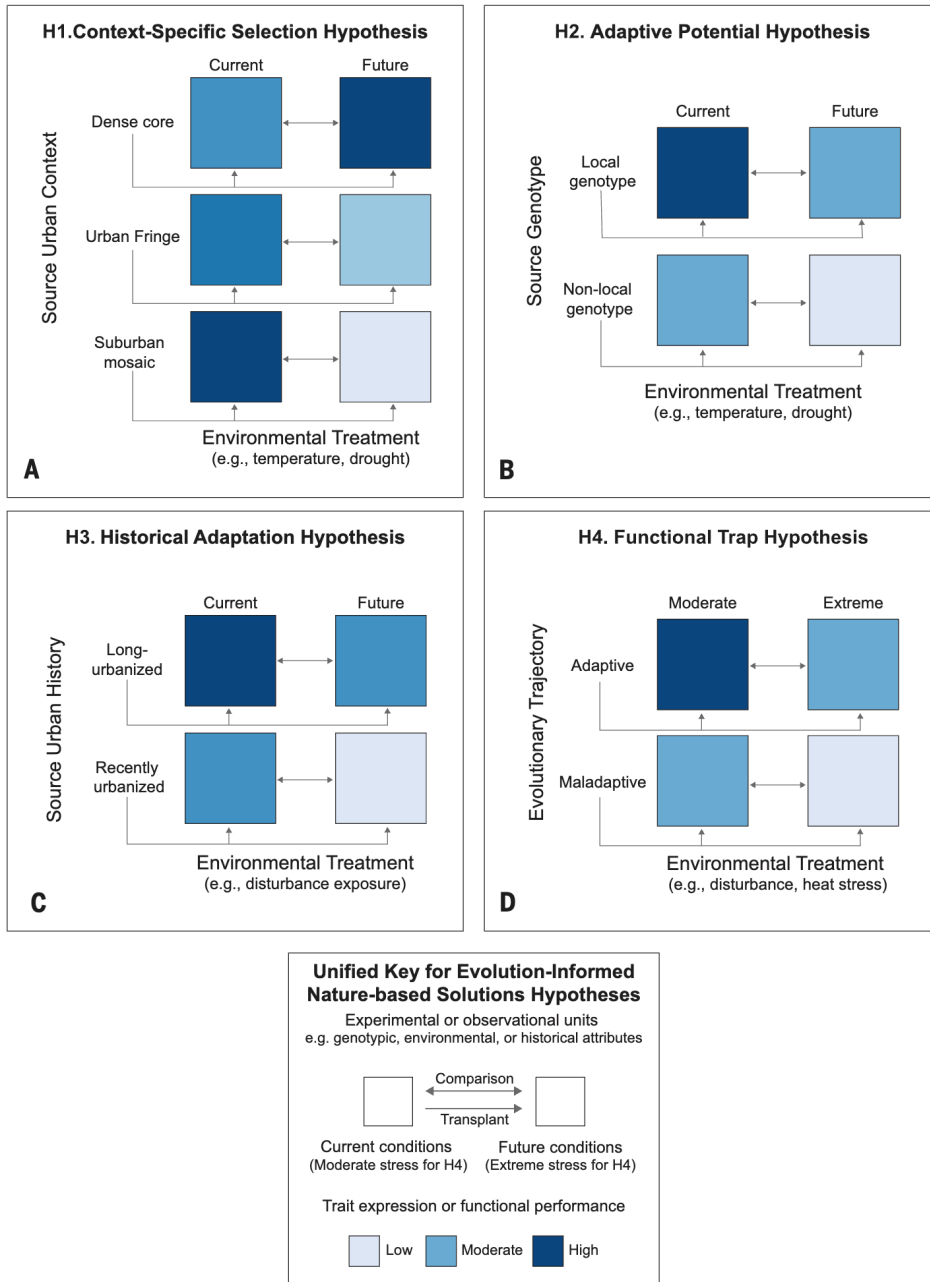 H1.Context-Specific Selection Hypothesis
Current
Future
Source Urban Context
Dense core
Urban Fringe
Suburban
mosaic
Environmental Treatment
(e.g., temperature, drought)
A
H2. Adaptive Potential Hypothesis
Current
Future
Source Genotype
Local
genotype
Non-local
genotype
Environmental Treatment
(e.g., temperature, drought)
B
H3. Historical Adaptation Hypothesis
Current
Future
Source Urban History
Long-
urbanized
Recently
urbanized
Environmental Treatment
(e.g., disturbance exposure)
C
H4. Functional Trap Hypothesis
Moderate
Extreme
Evolutionary Trajectory
Adaptive
Maladaptive
Environmental Treatment
(e.g., disturbance, heat stress)
D
Unified Key for Evolution-Informed
Nature-based Solutions Hypotheses
Experimental or observational units
e.g. genotypic, environmental, or historical attributes
Comparison
Transplant
Current conditions
(Moderate stress for H4)
Future conditions
(Extreme stress for H4)
Trait expression or functional performance
Low
Moderate
High